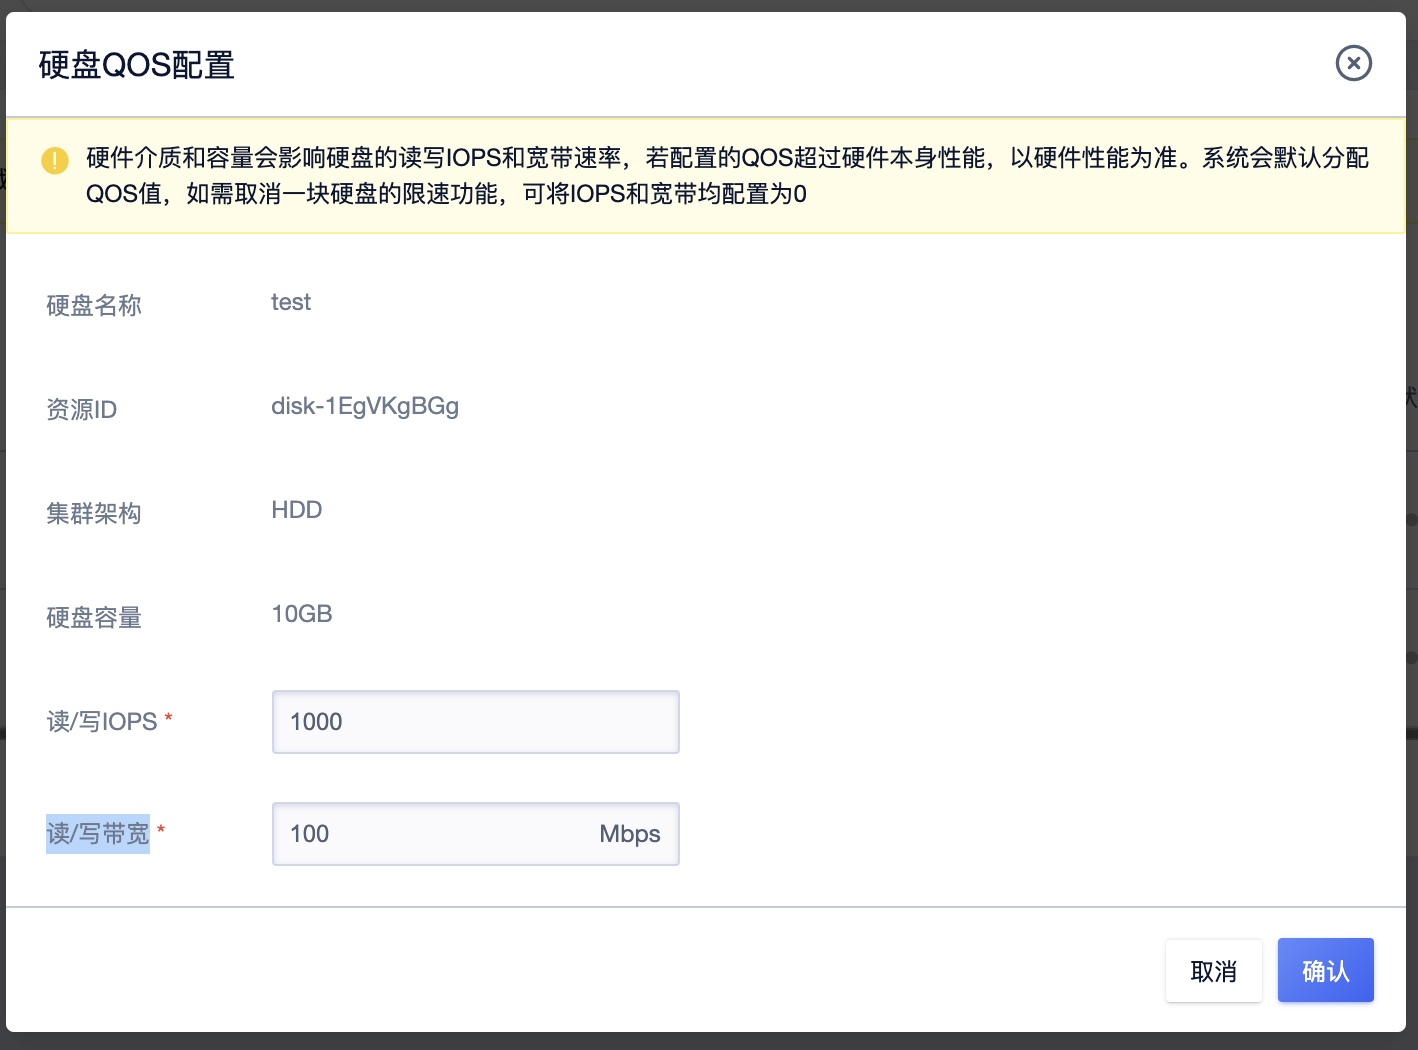 硬盘QOS配置
硬件介质和容量会影响硬盘的读写IOPS和宽带速率，若配置的QOS超过硬件本身性能，以硬件性能为准。系统会默认分配
QOS值，如需取消一块硬盘的限速功能，可将IOPS和宽带均配置为0
硬盘名称 test
资源ID disk-1EgVKgBGg
集群架构 HDD
硬盘容量 10GB
读/写IOPS * 1000
读/写带宽 * 100 Mbps
取消 确认